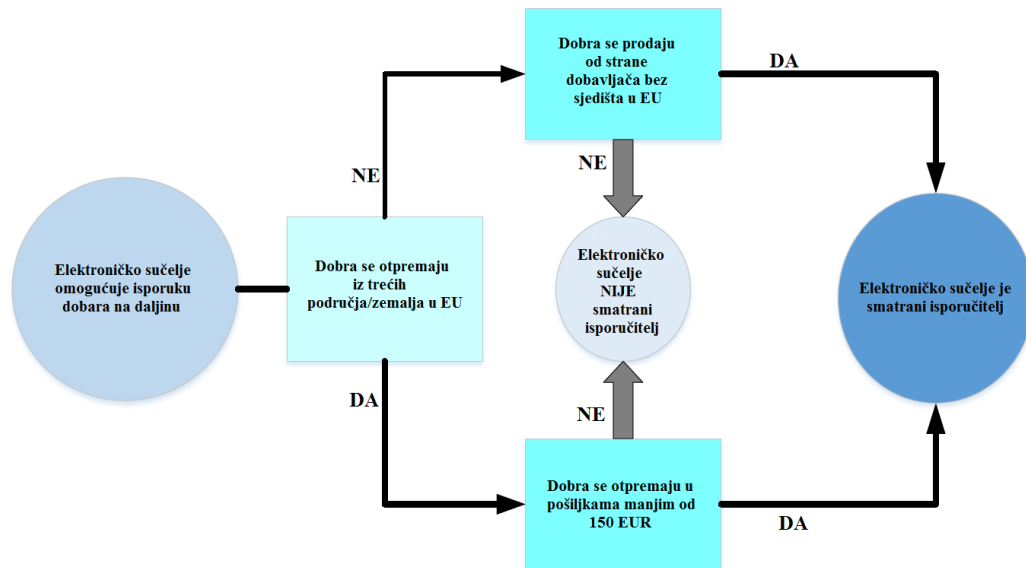 Elektroničko sučelje
omogućuje isporuku
dobara na daljinu
Dobra se otpremaju
iz trećih
područja/zemalja u EU
NE
DA
Dobra se prodaju
od strane
dobavljača bez
sjedišta u EU
DA
NE
Elektroničko
sučelje
NIJE
smatrani
isporučitelj
NE
Dobra se otpremaju u
pošiljkama manjim od
150 EUR
DA
Elektroničko sučelje je
smatrani isporučitelj